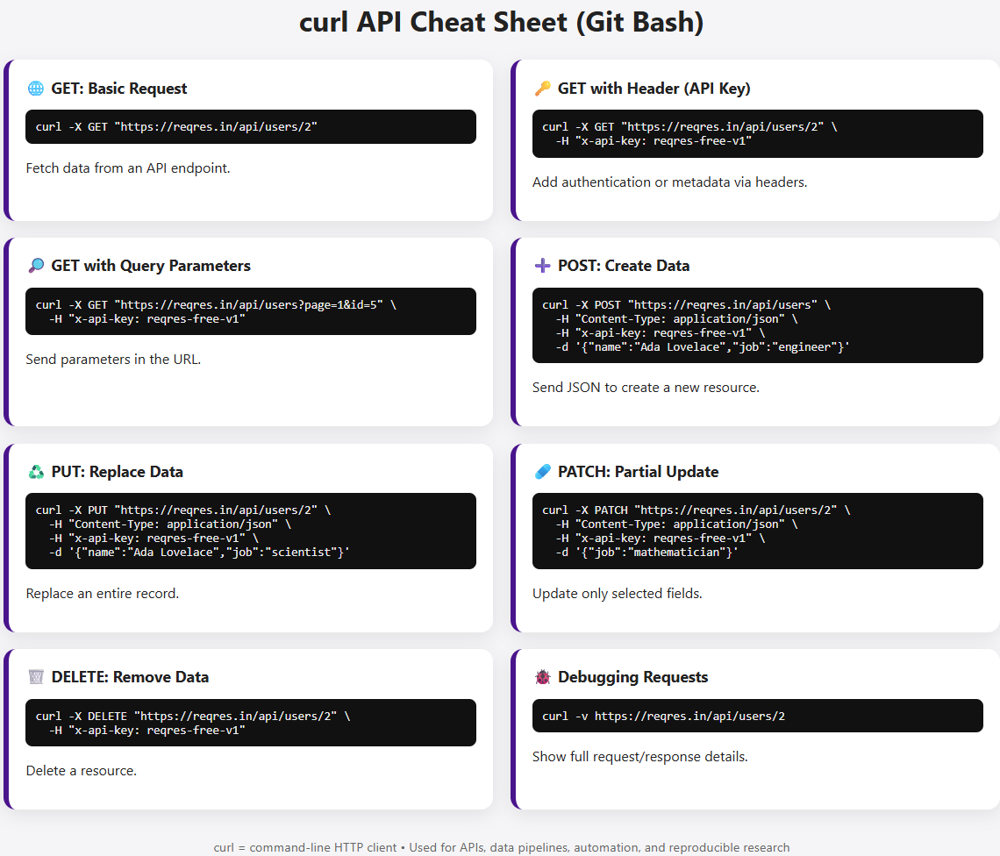 curl API Cheat Sheet (Git Bash)
GET: Basic Request
curl -X GET "https://reqres.in/api/users/2"
Fetch data from an API endpoint.
GET with Header (API Key)
curl -X GET "https://reqres.in/api/users/2" \
  -H "x-api-key: reqres-free-v1"
Add authentication or metadata via headers.
GET with Query Parameters
curl -X GET "https://reqres.in/api/users?page=1&id=5" \
  -H "x-api-key: reqres-free-v1"
Send parameters in the URL.
POST: Create Data
curl -X POST "https://reqres.in/api/users" \
  -H "Content-Type: application/json" \
  -H "x-api-key: reqres-free-v1" \
  -d '{"name":"Ada Lovelace","job":"engineer"}'
Send JSON to create a new resource.
PUT: Replace Data
curl -X PUT "https://reqres.in/api/users/2" \
  -H "Content-Type: application/json" \
  -H "x-api-key: reqres-free-v1" \
  -d '{"name":"Ada Lovelace","job":"scientist"}'
Replace an entire record.
PATCH: Partial Update
curl -X PATCH "https://reqres.in/api/users/2" \
  -H "Content-Type: application/json" \
  -H "x-api-key: reqres-free-v1" \
  -d '{"job":"mathematician"}'
Update only selected fields.
DELETE: Remove Data
curl -X DELETE "https://reqres.in/api/users/2" \
  -H "x-api-key: reqres-free-v1"
Delete a resource.
Debugging Requests
curl -v https://reqres.in/api/users/2
Show full request/response details.
curl = command-line HTTP client • Used for APIs, data pipelines, automation, and reproducible research